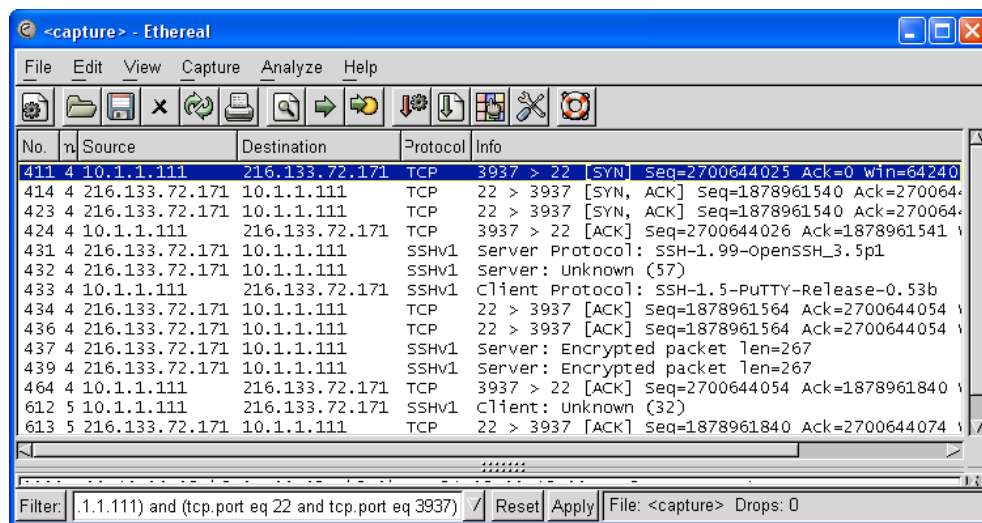 <capture> - Ethereal
File Edit View Capture Analyze Help
No. Source Destination Protocol Info
411 4 10.1.1.111 216.133.72.171 TCP 3937 > 22 [SYN] Seq=2700644025 Ack=0 Win=64240
414 4 216.133.72.171 10.1.1.111 TCP 22 > 3937 [SYN, ACK] Seq=1878961540 Ack=270064
423 4 216.133.72.171 10.1.1.111 TCP 22 > 3937 [SYN, ACK] Seq=1878961540 Ack=270064
424 4 10.1.1.111 216.133.72.171 TCP 3937 > 22 [ACK] Seq=2700644026 Ack=1878961541
431 4 216.133.72.171 10.1.1.111 SSHv1 Server Protocol: SSH-1.99-OpenSSH_3.5p1
432 4 216.133.72.171 10.1.1.111 SSHv1 Server: Unknown (57)
433 4 10.1.1.111 216.133.72.171 SSHv1 Client Protocol: SSH-1.5-PuTTY-Release-0.53b
434 4 216.133.72.171 10.1.1.111 TCP 22 > 3937 [ACK] Seq=1878961564 Ack=2700644054
436 4 216.133.72.171 10.1.1.111 TCP 22 > 3937 [ACK] Seq=1878961564 Ack=2700644054
437 4 216.133.72.171 10.1.1.111 SSHv1 Server: Encrypted packet len=267
439 4 216.133.72.171 10.1.1.111 SSHv1 Server: Encrypted packet len=267
464 4 10.1.1.111 216.133.72.171 TCP 3937 > 22 [ACK] Seq=2700644054 Ack=1878961840
612 5 10.1.1.111 216.133.72.171 SSHv1 Client: Unknown (32)
613 5 216.133.72.171 10.1.1.111 TCP 22 > 3937 [ACK] Seq=1878961840 Ack=2700644074
Filter: .1.1.111) and (tcp.port eq 22 and tcp.port eq 3937) Reset Apply File: <capture> Drops: 0